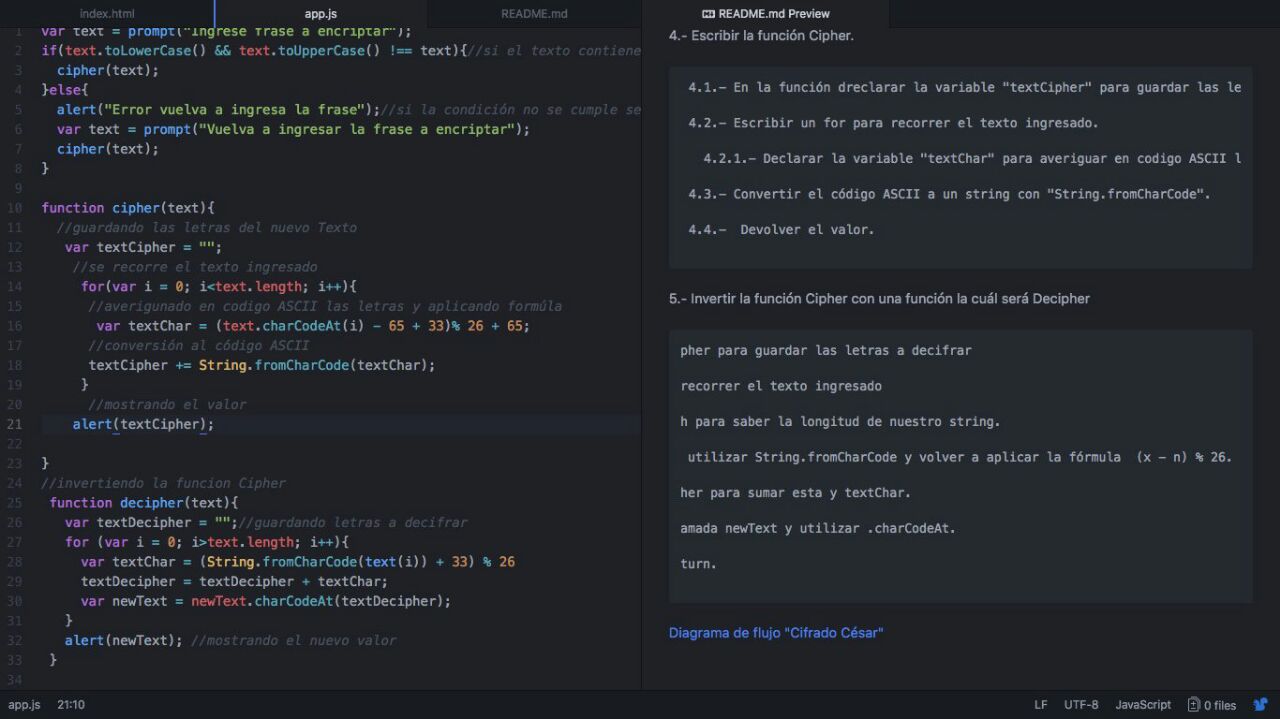 index.html
app.js
README.md
README.md Preview
1 var text = prompt("Ingrese frase a encriptar");
2 if(text.toLowerCase() && text.toUpperCase() !== text){//si el texto contiene
3 cipher(text);
4 }else{
5 alert("Error vuelva a ingresa la frase");//si la condición no se cumple se
6 var text = prompt("Vuelva a ingresar la frase a encriptar");
7 cipher(text);
8 }
9
10 function cipher(text){
11 //guardando las letras del nuevo Texto
12 var textCipher = "";
13 //se recorre el texto ingresado
14 for(var i = 0; i<text.length; i++){
15 //averigunado en codigo ASCII las letras y aplicando formúla
16 var textChar = (text.charCodeAt(i) - 65 + 33)% 26 + 65;
17 //conversión al código ASCII
18 textCipher += String.fromCharCode(textChar);
19 }
20 //mostrando el valor
21 alert(textCipher);
22
23 }
24 //invertiendo la funcion Cipher
25 function decipher(text){
26 var textDecipher = "";//guardando letras a decifrar
27 for (var i = 0; i>text.length; i++){
28 var textChar = (String.fromCharCode(text(i)) + 33) % 26
29 textDecipher = textDecipher + textChar;
30 var newText = newText.charCodeAt(textDecipher);
31 }
32 alert(newText); //mostrando el nuevo valor
33 }
34
4.- Escribir la función Cipher.
4.1.- En la función dreclarar la variable "textCipher" para guardar las le
4.2.- Escribir un for para recorrer el texto ingresado.
4.2.1.- Declarar la variable "textChar" para averiguar en codigo ASCII l
4.3.- Convertir el código ASCII a un string con "String.fromCharCode".
4.4.- Devolver el valor.
5.- Invertir la función Cipher con una función la cuál será Decipher
pher para guardar las letras a decifrar
recorrer el texto ingresado
h para saber la longitud de nuestro string.
utilizar String.fromCharCode y volver a aplicar la fórmula (x - n) % 26.
her para sumar esta y textChar.
amada newText y utilizar .charCodeAt.
turn.
Diagrama de flujo "Cifrado César"
app.js 21:10
LF UTF-8 JavaScript 0 files